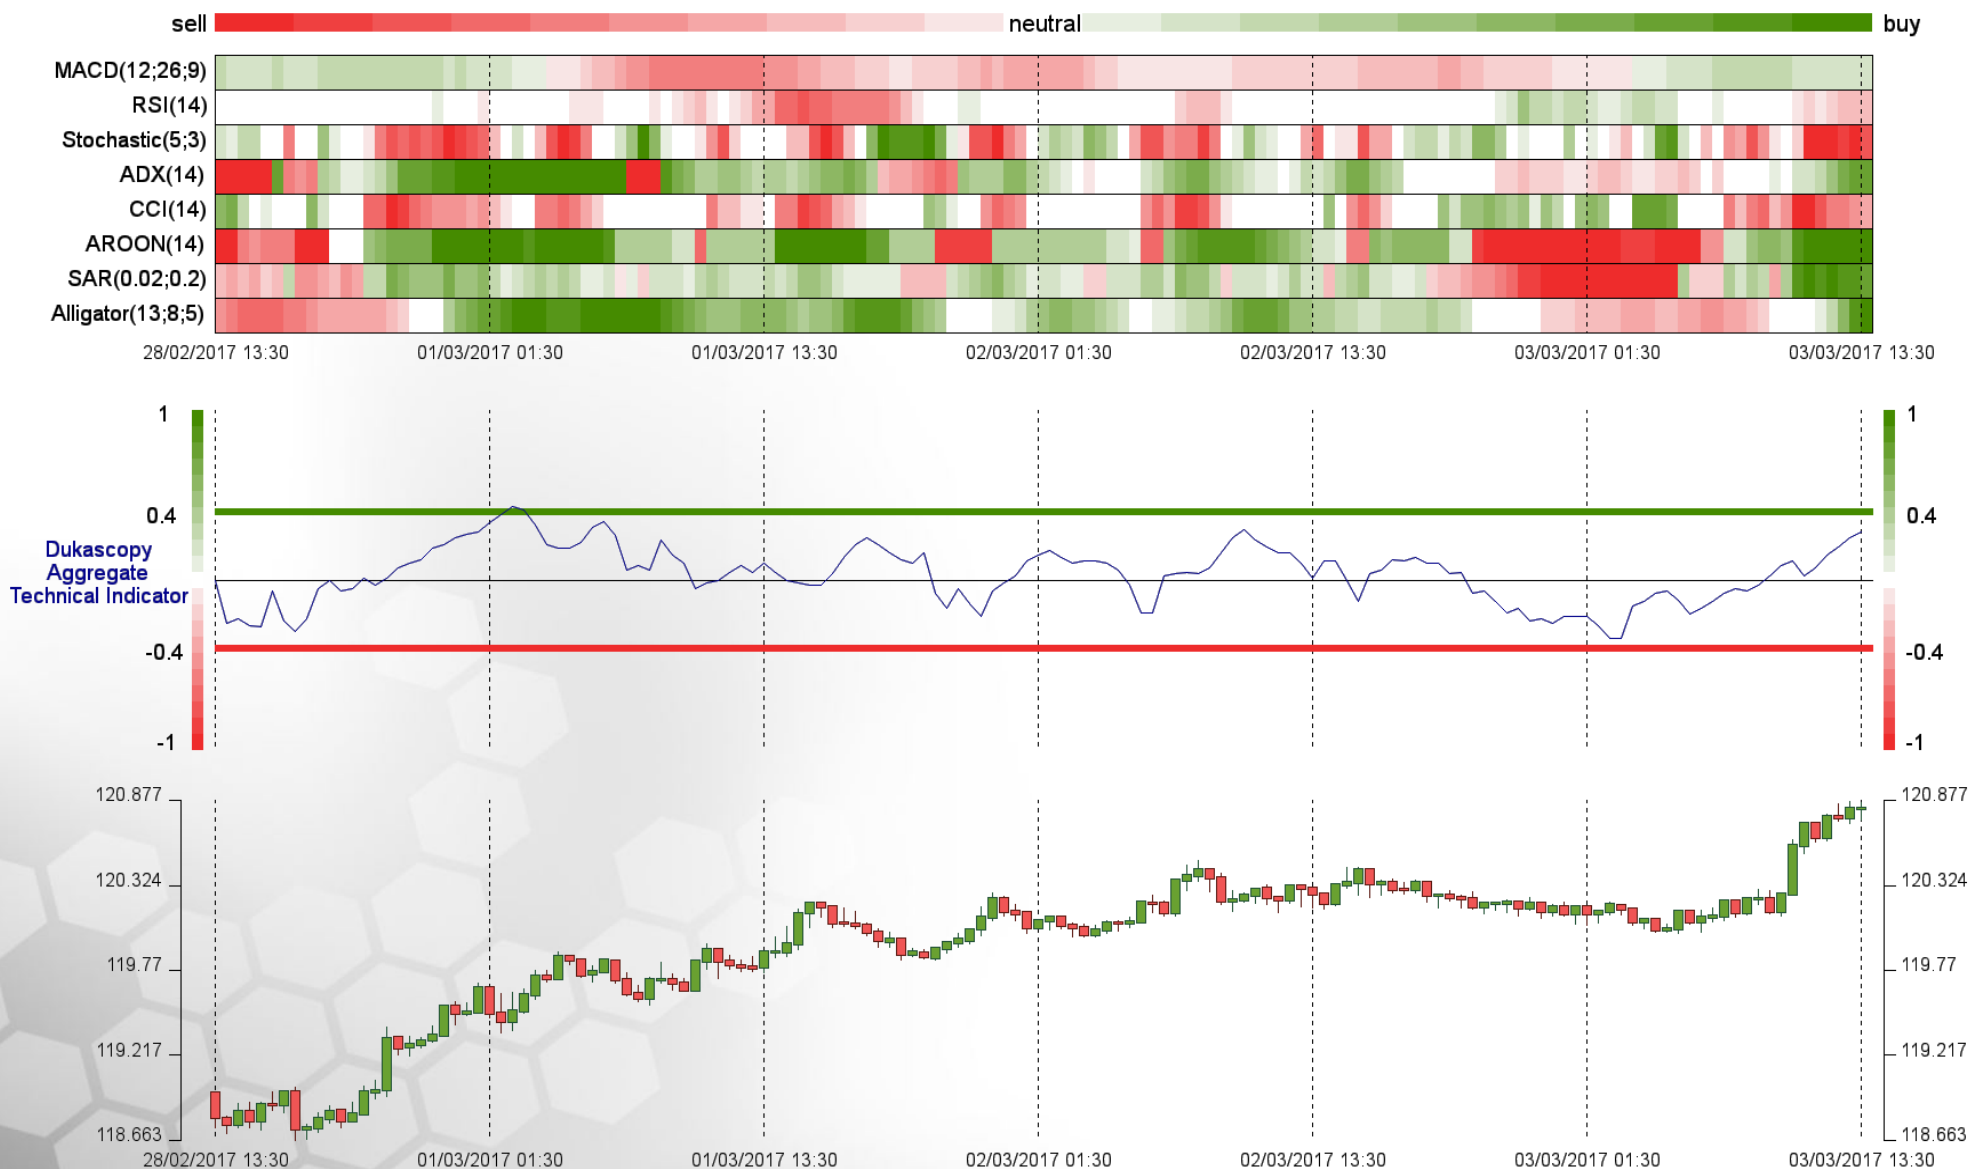 sell neutral buy
MACD(12;26;9)
RSI(14)
Stochastic(5;3)
ADX(14)
CCI(14)
AROON(14)
SAR(0.02;0.2)
Alligator(13;8;5)
28/02/2017 13:30 01/03/2017 01:30 01/03/2017 13:30 02/03/2017 01:30 02/03/2017 13:30 03/03/2017 01:30 03/03/2017 13:30
1 1
0.4 0.4
Dukascopy
Aggregate
Technical Indicator
-0.4 -0.4
-1 -1
120.877 120.877
120.324 120.324
119.77 119.77
119.217 119.217
118.663 118.663
28/02/2017 13:30 01/03/2017 01:30 01/03/2017 13:30 02/03/2017 01:30 02/03/2017 13:30 03/03/2017 01:30 03/03/2017 13:30